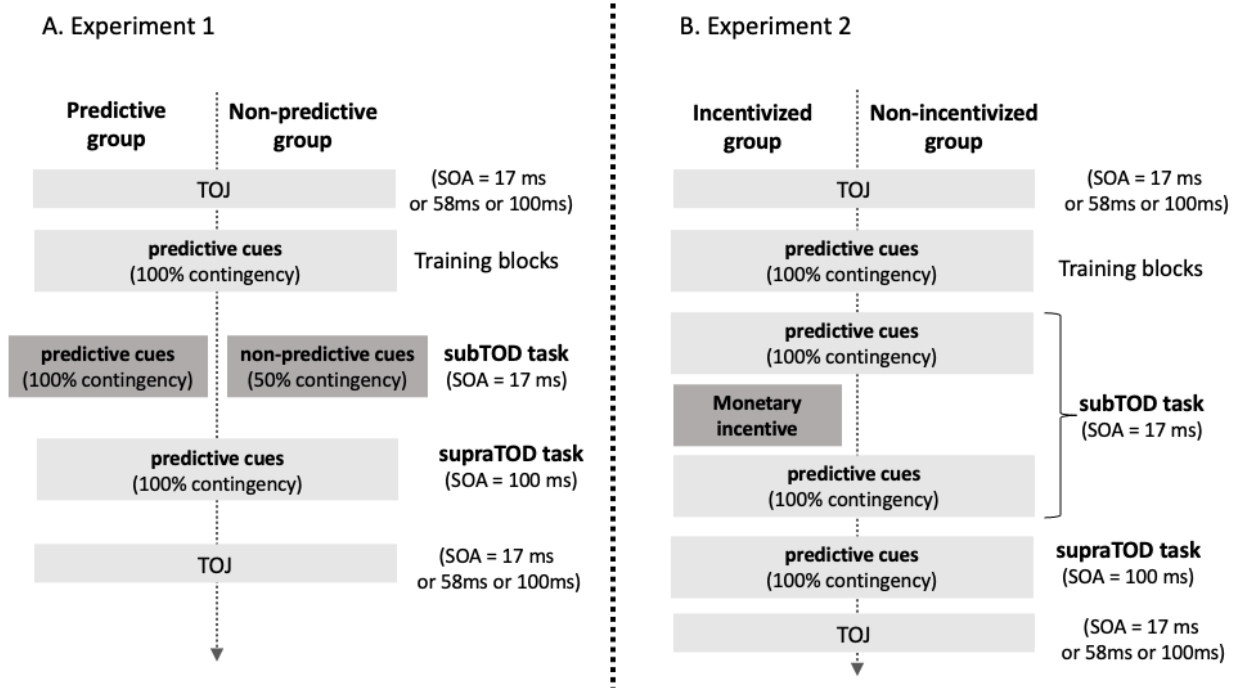 A. Experiment 1
Predictive
group
Non-predictive
group
TOJ
(SOA = 17 ms
or 58ms or 100ms)
predictive cues
(100% contingency)
Training blocks
predictive cues
(100% contingency)
non-predictive cues
(50% contingency)
subTOD task
(SOA = 17 ms)
predictive cues
(100% contingency)
supraTOD task
(SOA = 100 ms)
TOJ
(SOA = 17 ms
or 58ms or 100ms)
B. Experiment 2
Incentivized
group
Non-incentivized
group
TOJ
(SOA = 17 ms
or 58ms or 100ms)
predictive cues
(100% contingency)
Training blocks
predictive cues
(100% contingency)
Monetary
incentive
subTOD task
(SOA = 17 ms)
predictive cues
(100% contingency)
predictive cues
(100% contingency)
supraTOD task
(SOA = 100 ms)
TOJ
(SOA = 17 ms
or 58ms or 100ms)